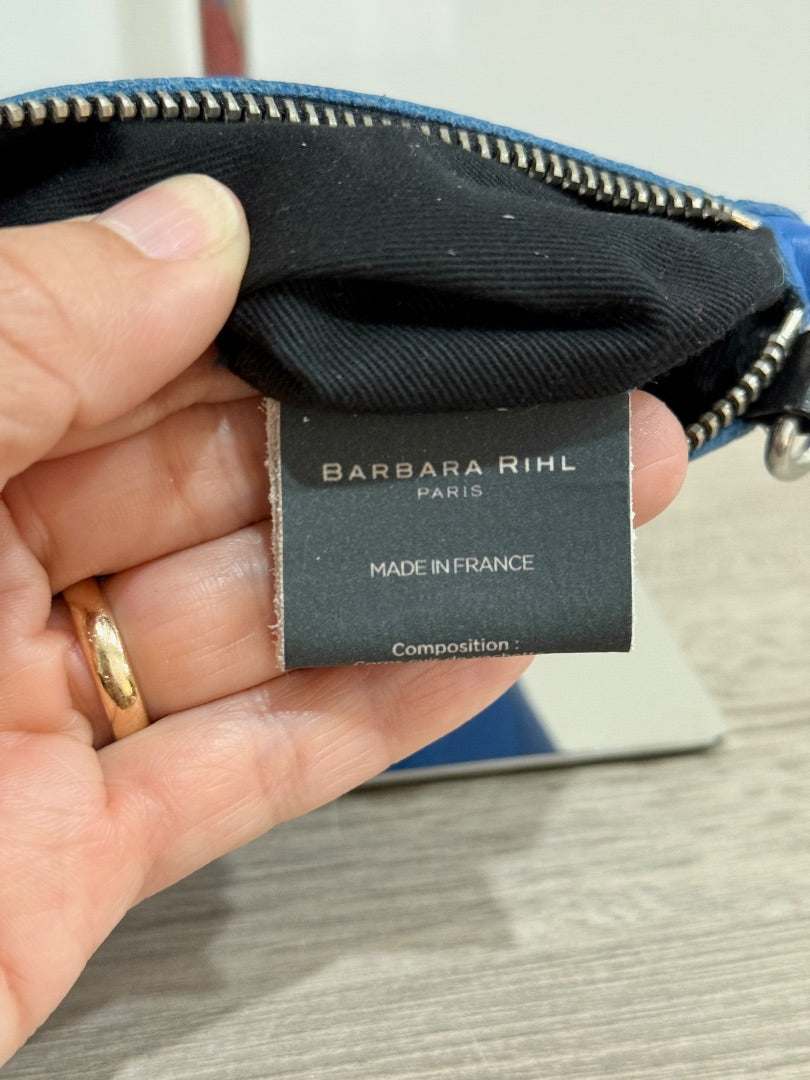 BARBARA RIHL
PARIS
MADE IN FRANCE
Composition :